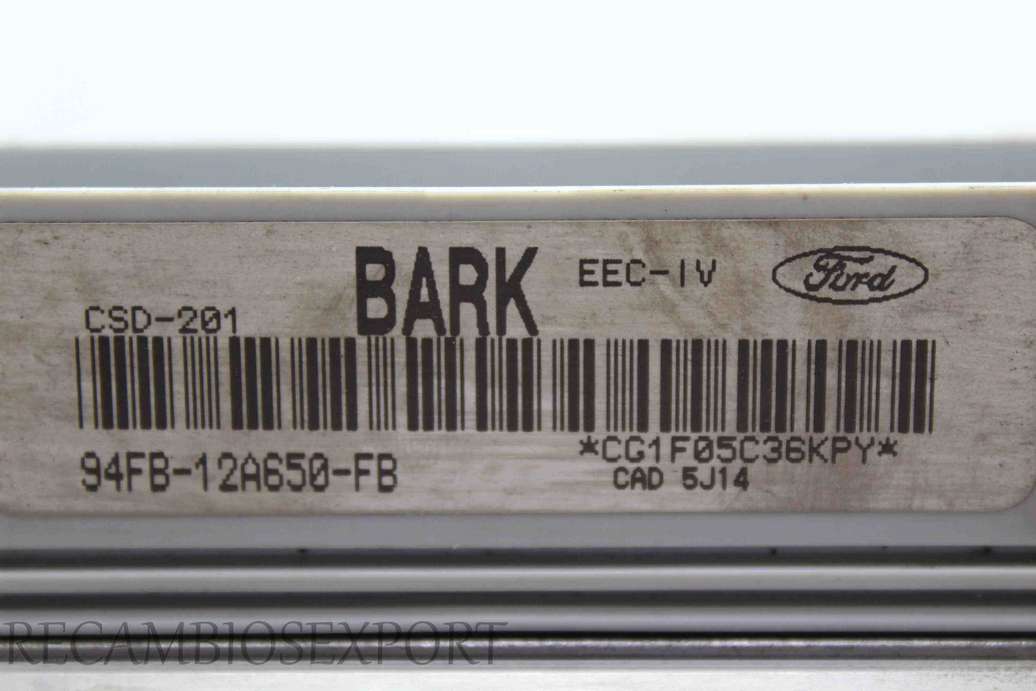 BARK EEC-IV Ford
CSD-201
*CG1F05C36KPY*
94FB-12A650-FB CAD 5J14
RECAMBIOSEXPORT